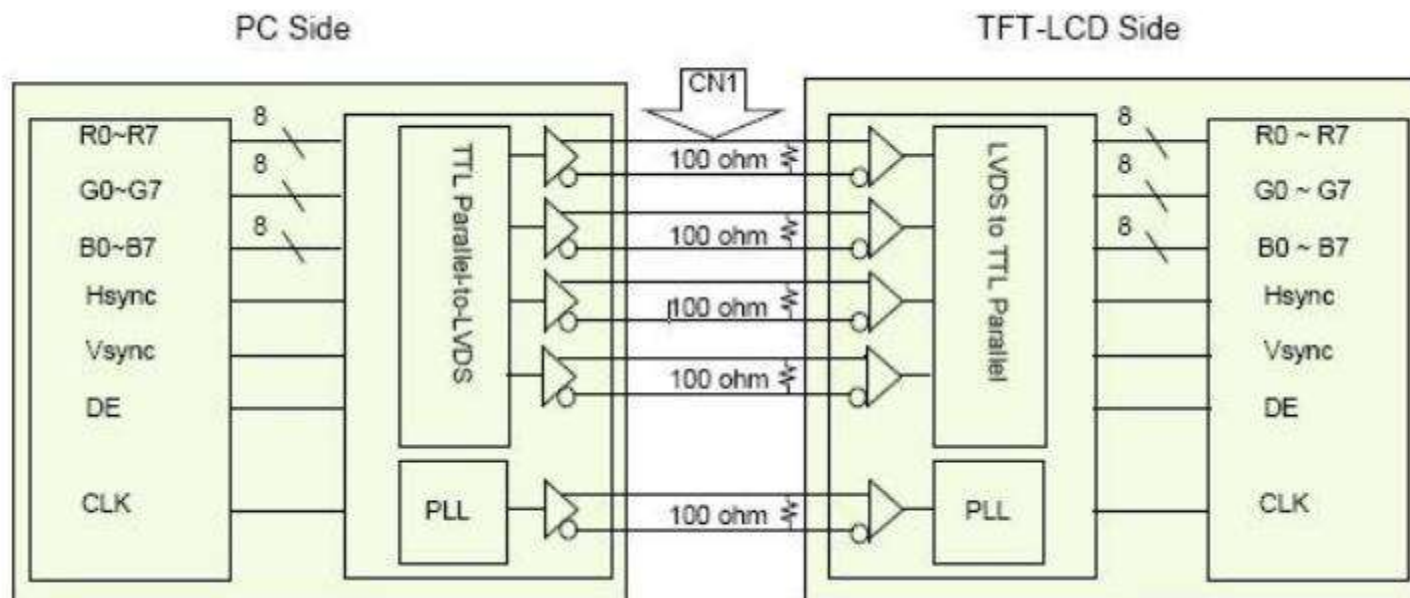 PC Side
TFT-LCD Side
CN1
R0~R7
8
G0~G7
8
B0~B7
8
Hsync
Vsync
DE
CLK
TTL Parallel-to-LVDS
PLL
100 ohm
100 ohm
100 ohm
100 ohm
100 ohm
LVDS to TTL Parallel
PLL
8
R0 ~ R7
8
G0 ~ G7
8
B0 ~ B7
Hsync
Vsync
DE
CLK